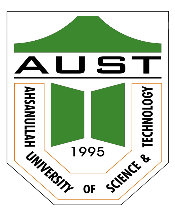 AUST
1995
AHSANULLAH UNIVERSITY OF SCIENCE & TECHNOLOGY